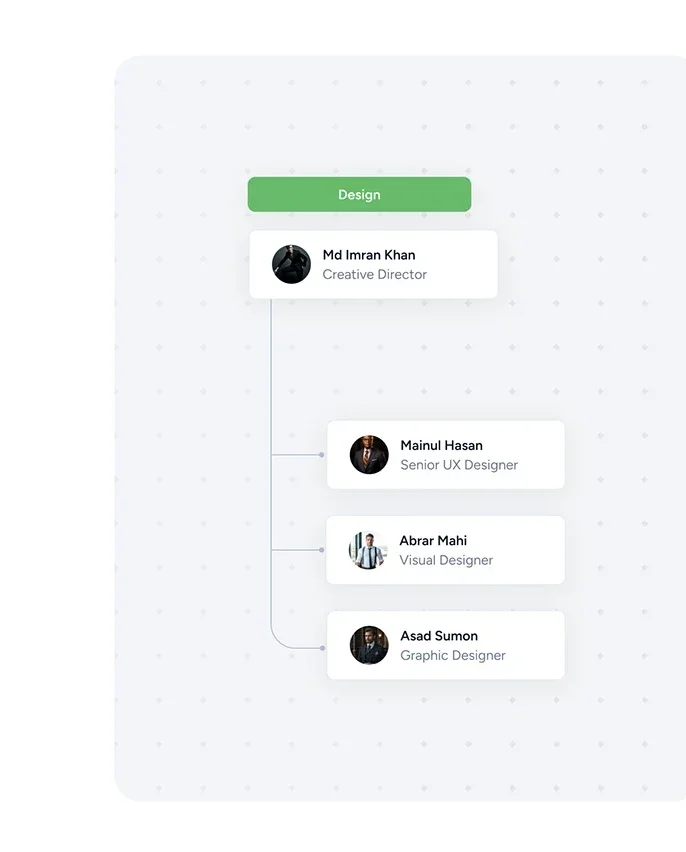 Design
Md Imran Khan
Creative Director
Mainul Hasan
Senior UX Designer
Abrar Mahi
Visual Designer
Asad Sumon
Graphic Designer